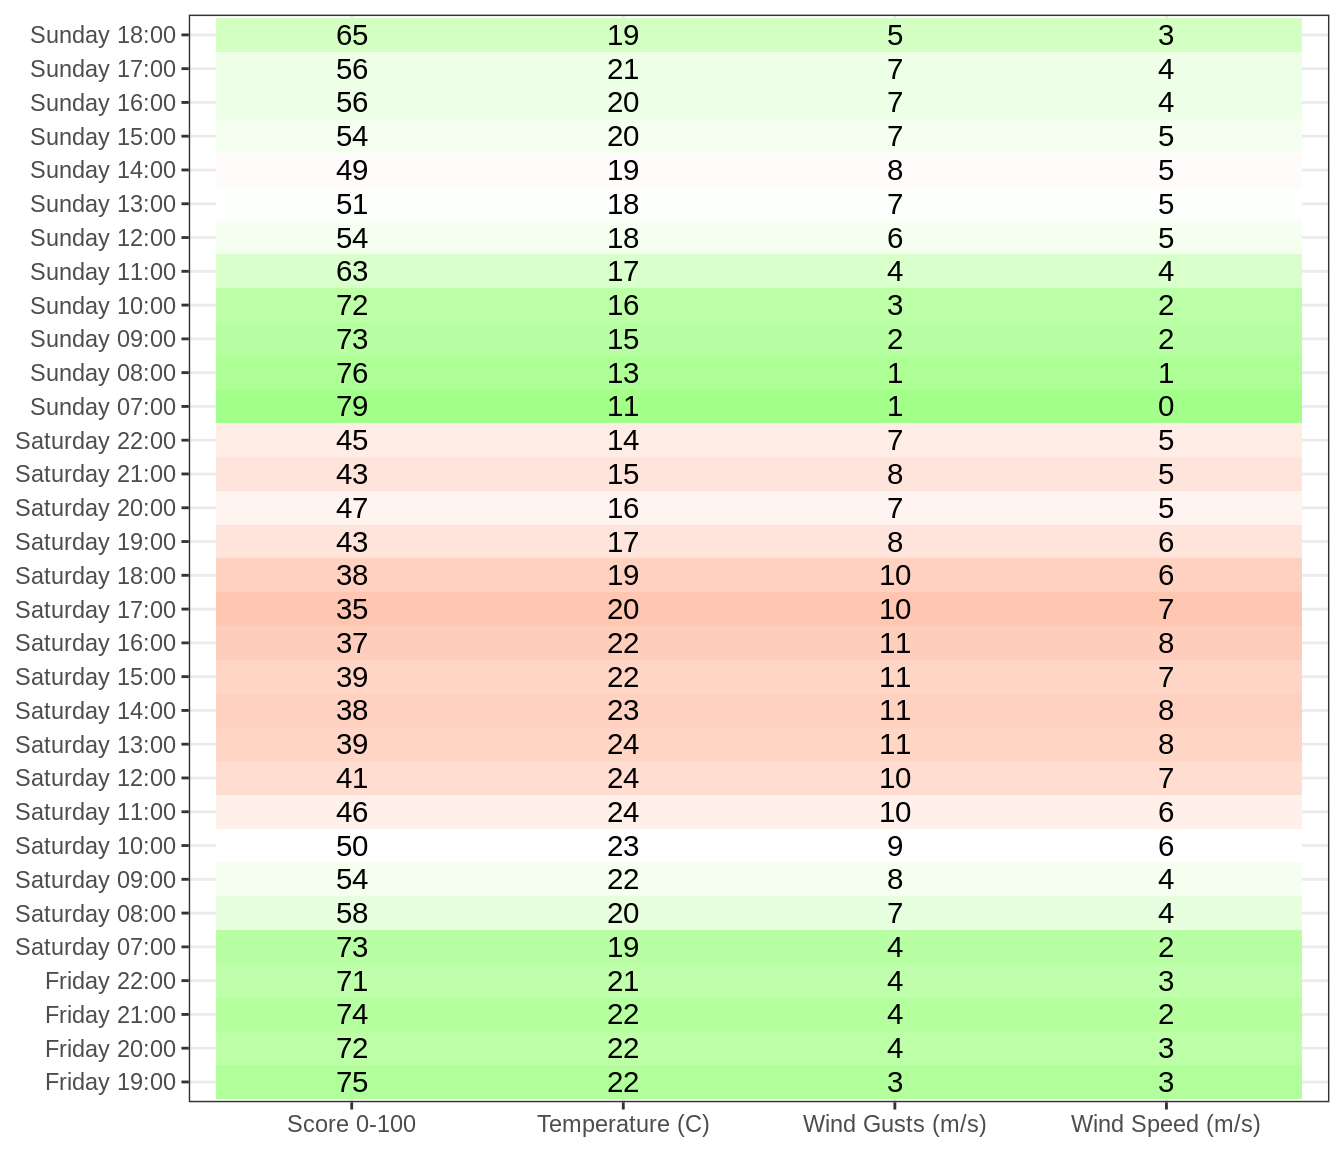 Sunday 18:00 65 19 5 3
Sunday 17:00 56 21 7 4
Sunday 16:00 56 20 7 4
Sunday 15:00 54 20 7 5
Sunday 14:00 49 19 8 5
Sunday 13:00 51 18 7 5
Sunday 12:00 54 18 6 5
Sunday 11:00 63 17 4 4
Sunday 10:00 72 16 3 2
Sunday 09:00 73 15 2 2
Sunday 08:00 76 13 1 1
Sunday 07:00 79 11 1 0
Saturday 22:00 45 14 7 5
Saturday 21:00 43 15 8 5
Saturday 20:00 47 16 7 5
Saturday 19:00 43 17 8 6
Saturday 18:00 38 19 10 6
Saturday 17:00 35 20 10 7
Saturday 16:00 37 22 11 8
Saturday 15:00 39 22 11 7
Saturday 14:00 38 23 11 8
Saturday 13:00 39 24 11 8
Saturday 12:00 41 24 10 7
Saturday 11:00 46 24 10 6
Saturday 10:00 50 23 9 6
Saturday 09:00 54 22 8 4
Saturday 08:00 58 20 7 4
Saturday 07:00 73 19 4 2
Friday 22:00 71 21 4 3
Friday 21:00 74 22 4 2
Friday 20:00 72 22 4 3
Friday 19:00 75 22 3 3
Score 0-100 Temperature (C) Wind Gusts (m/s) Wind Speed (m/s)